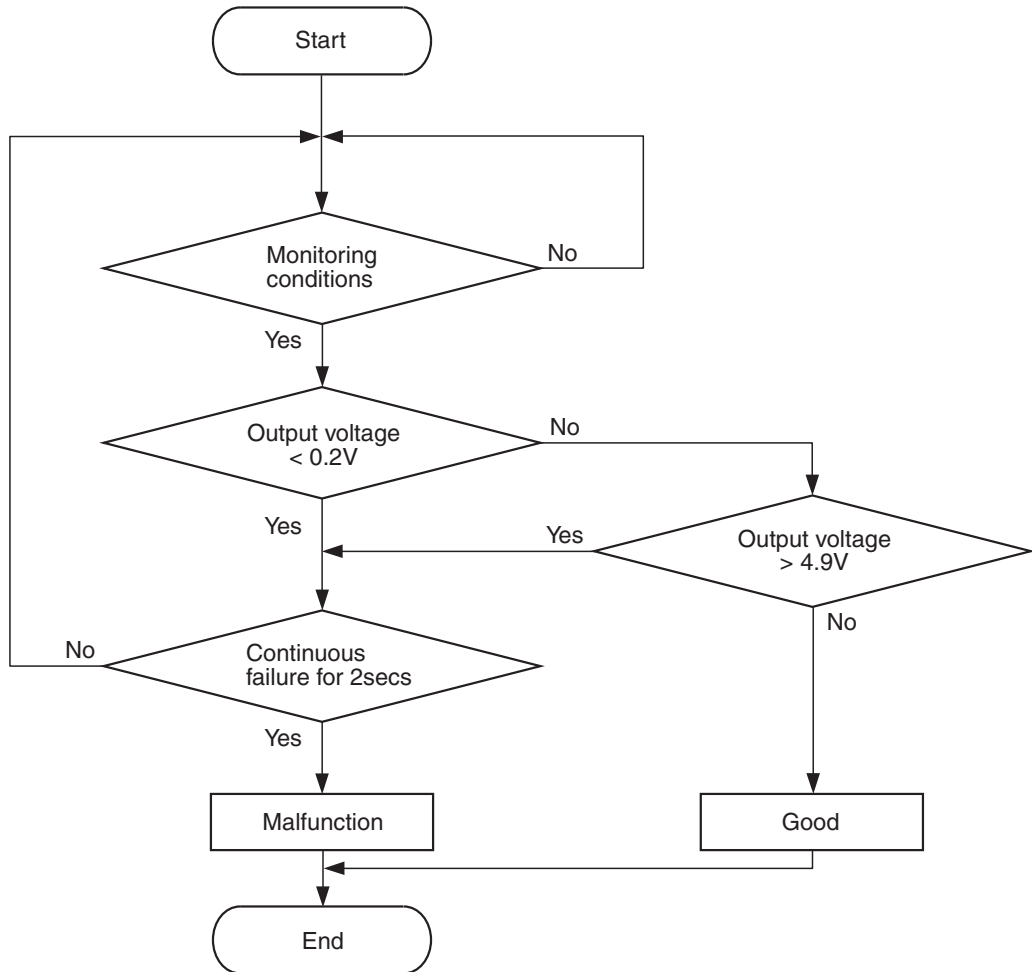 Start
Monitoring
conditions
No
Yes
Output voltage
< 0.2V
No
Yes
Yes
Output voltage
> 4.9V
No
No
Continuous
failure for 2secs
Yes
Malfunction
Good
End